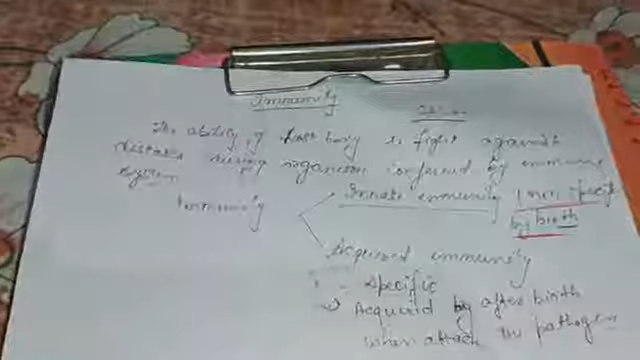 Immunity
The ability of host body to fight against
disease causing organism confered by immune
system
Immunity
Innate immunity (non specific
by birth
Acquired immunity
- specific
Acquired by after birth
when attack the pathogen